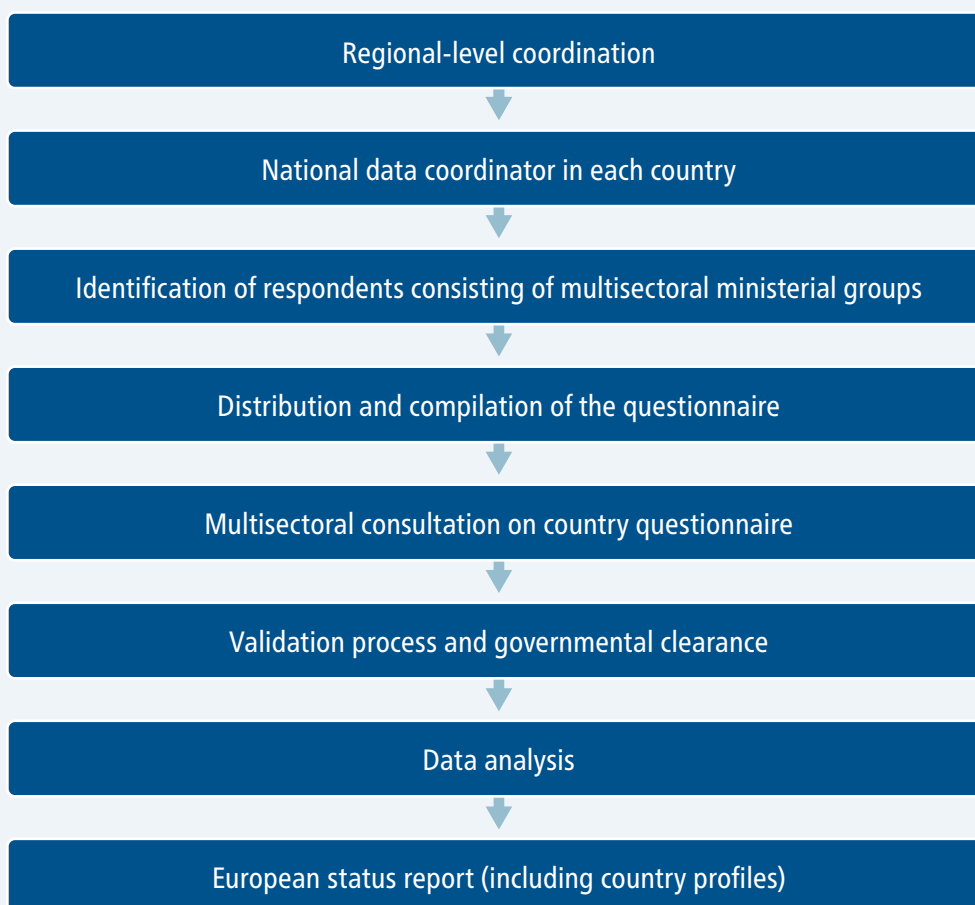 Regional-level coordination
National data coordinator in each country
Identification of respondents consisting of multisectoral ministerial groups
Distribution and compilation of the questionnaire
Multisectoral consultation on country questionnaire
Validation process and governmental clearance
Data analysis
European status report (including country profiles)